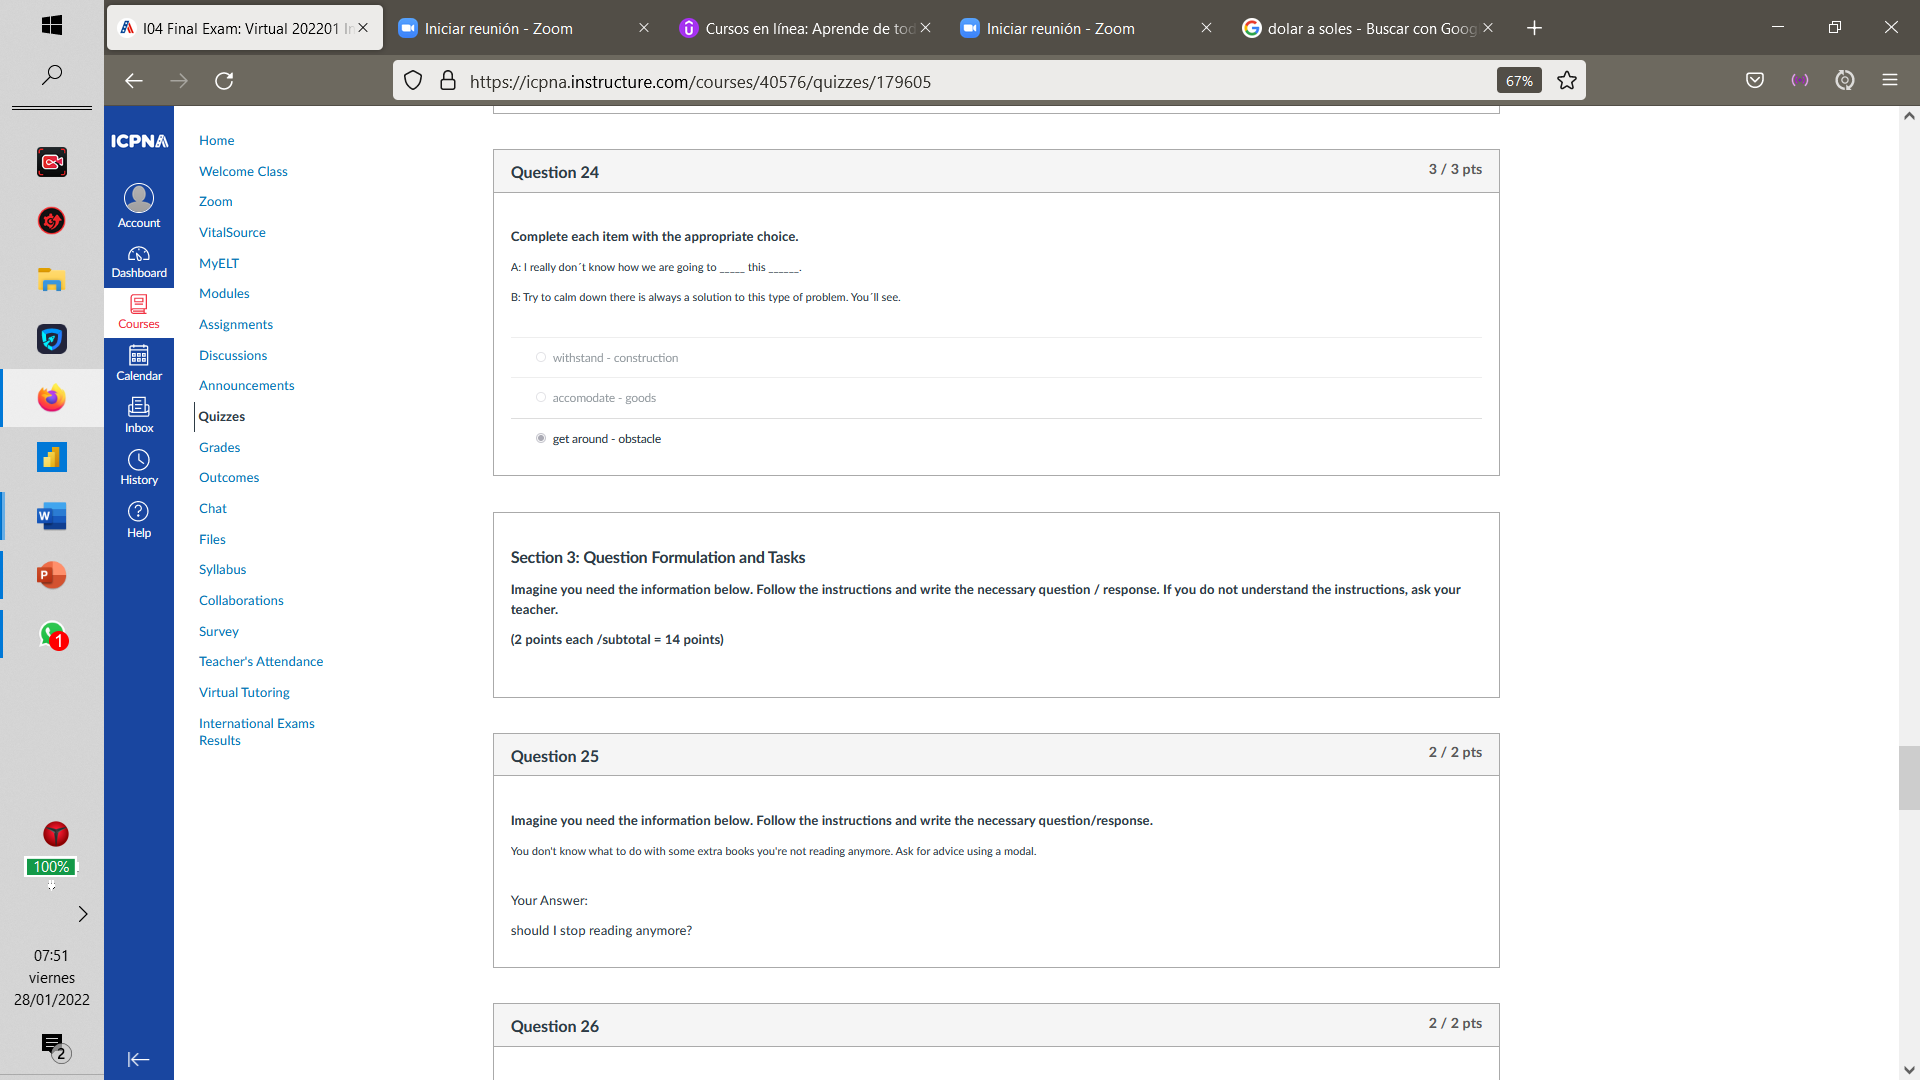 I04 Final Exam: Virtual 202201 In
Iniciar reunión - Zoom
Cursos en línea: Aprende de tod
Iniciar reunión - Zoom
dolar a soles - Buscar con Goog
https://icpna.instructure.com/courses/40576/quizzes/179605
67%
ICPNA
Account
Dashboard
Courses
Calendar
Inbox
History
Help
Home
Welcome Class
Zoom
VitalSource
MyELT
Modules
Assignments
Discussions
Announcements
Quizzes
Grades
Outcomes
Chat
Files
Syllabus
Collaborations
Survey
Teacher's Attendance
Virtual Tutoring
International Exams
Results
Question 24
3 / 3 pts
Complete each item with the appropriate choice.
A: I really don´t know how we are going to _____ this ______.
B: Try to calm down there is always a solution to this type of problem. You´ll see.
withstand - construction
accomodate - goods
get around - obstacle
Section 3: Question Formulation and Tasks
Imagine you need the information below. Follow the instructions and write the necessary question / response. If you do not understand the instructions, ask your
teacher.
(2 points each /subtotal = 14 points)
Question 25
2 / 2 pts
Imagine you need the information below. Follow the instructions and write the necessary question/response.
You don't know what to do with some extra books you're not reading anymore. Ask for advice using a modal.
Your Answer:
should I stop reading anymore?
Question 26
2 / 2 pts
W
P
1
100%
07:51
viernes
28/01/2022
2